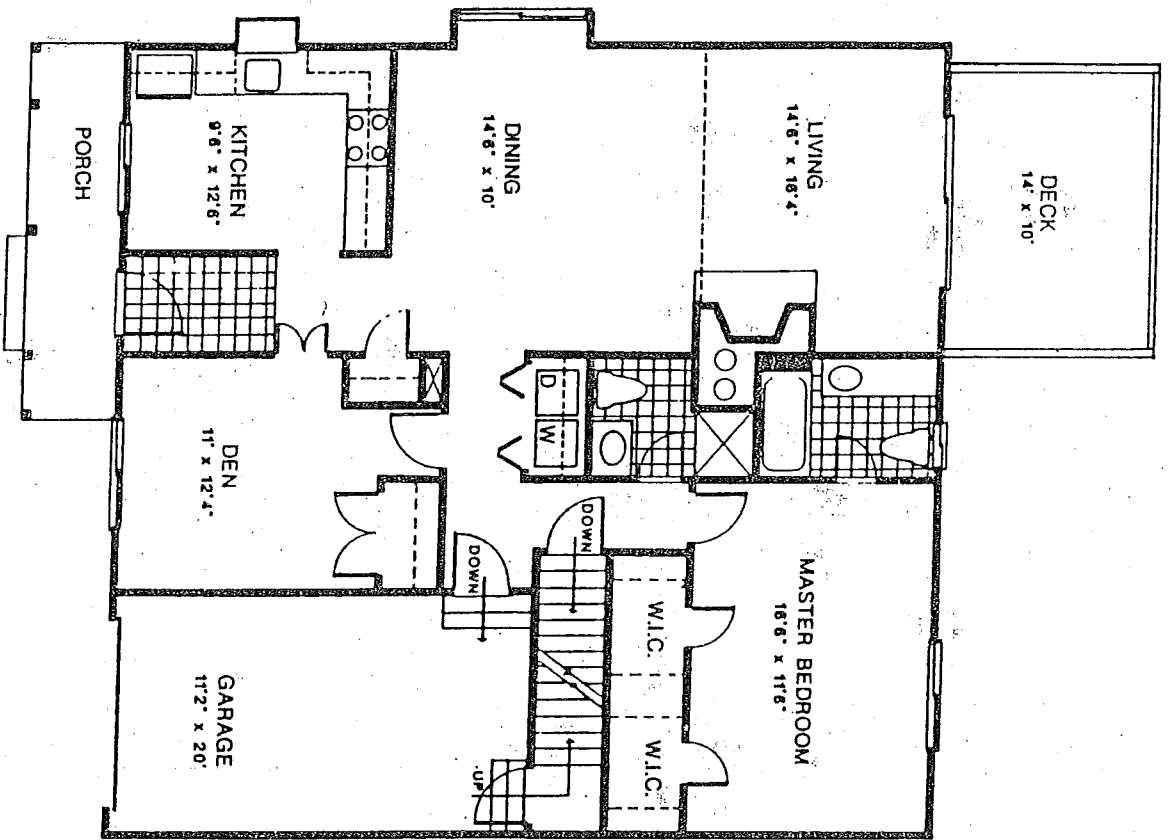 DECK
14' x 10'
LIVING
14'6" x 16'4"
MASTER BEDROOM
16'6" x 11'6"
W.I.C.
W.I.C.
DOWN
D
W
DINING
14'6" x 10'
DOWN
UP
KITCHEN
9'6" x 12'6"
DEN
11' x 12'4"
GARAGE
11'2" x 20'
PORCH